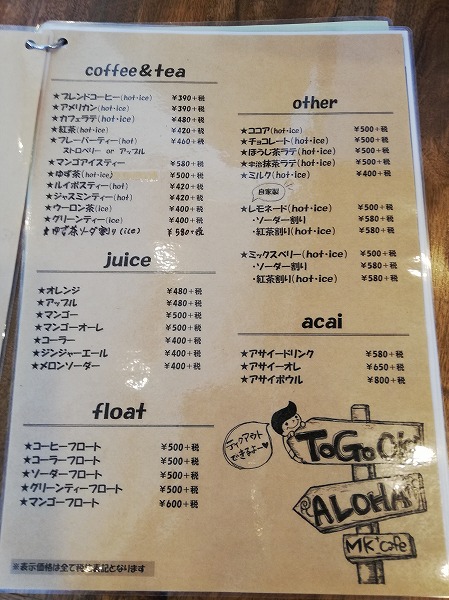 coffee&tea
★ブレンドコーヒー(hot・ice) ¥390+税
★アメリカン(hot・ice) ¥390+税
★カフェラテ(hot・ice) ¥480+税
★紅茶(hot・ice) ¥420+税
★フレーバーティー(hot) ¥460+税
ストロベリー or アップル
★マンゴアイスティー ¥580+税
★ゆず茶(hot・ice) ¥500+税
★ルイボスティー(hot) ¥420+税
★ジャスミンティー(hot) ¥420+税
★ウーロン茶(ice) ¥400+税
★グリーンティー(ice) ¥400+税
★ゆず茶ソーダ割り(ice) ¥580+税
juice
★オレンジ ¥480+税
★アップル ¥480+税
★マンゴー ¥500+税
★マンゴーオーレ ¥500+税
★コーラー ¥400+税
★ジンジャーエール ¥400+税
★メロンソーダー ¥400+税
float
★コーヒーフロート ¥500+税
★コーラーフロート ¥500+税
★ソーダーフロート ¥500+税
★グリーンティーフロート ¥500+税
★マンゴーフロート ¥600+税
※表示価格は全て税抜表記となります
other
★ココア(hot・ice) ¥500+税
★チョコレート(hot・ice) ¥500+税
★ほうじ茶ラテ(hot・ice) ¥500+税
★宇治抹茶ラテ(hot・ice) ¥500+税
★ミルク(hot・ice) ¥400+税
自家製
★レモネード(hot・ice) ¥500+税
・ソーダー割り ¥580+税
・紅茶割り(hot・ice) ¥580+税
★ミックスベリー(hot・ice) ¥500+税
・ソーダー割り ¥580+税
・紅茶割り(hot・ice) ¥580+税
acai
★アサイードリンク ¥580+税
★アサイーオレ ¥650+税
★アサイボウル ¥800+税
テイクアウト
できるよー♥
ToGo
ALOHA
MK cafe